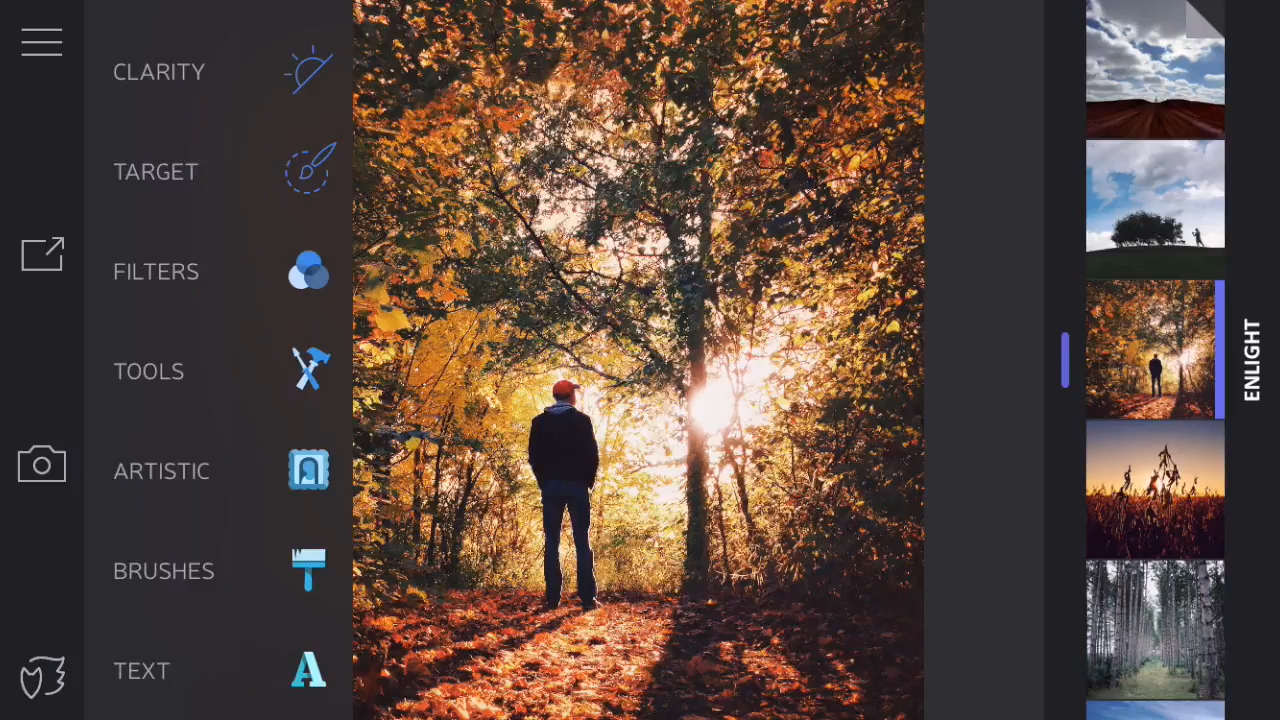 CLARITY
TARGET
FILTERS
TOOLS
ARTISTIC
BRUSHES
TEXT
ENLIGHT